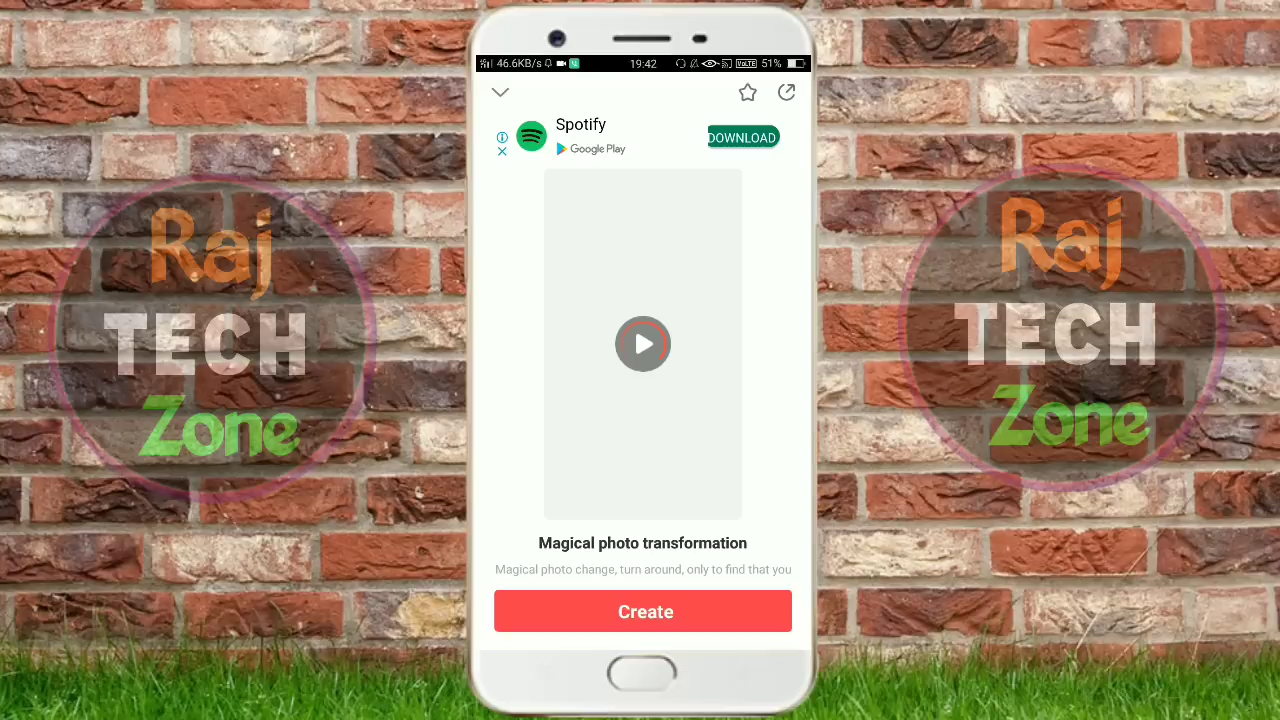 46.6KB/s 19:42 VoLTE 51%
Spotify
Google Play
DOWNLOAD
Raj
TECH
Zone
Raj
TECH
Zone
Magical photo transformation
Magical photo change, turn around, only to find that you
Create